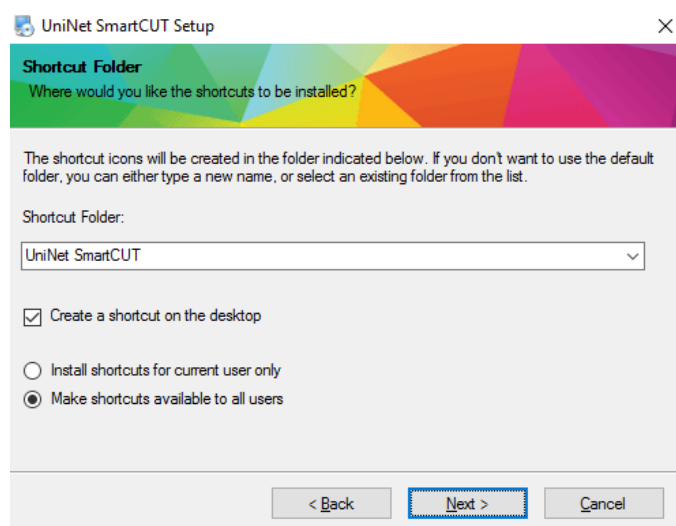 UniNet SmartCUT Setup
Shortcut Folder
Where would you like the shortcuts to be installed?
The shortcut icons will be created in the folder indicated below. If you don't want to use the default
folder, you can either type a new name, or select an existing folder from the list.
Shortcut Folder:
UniNet SmartCUT
Create a shortcut on the desktop
Install shortcuts for current user only
Make shortcuts available to all users
< Back
Next >
Cancel